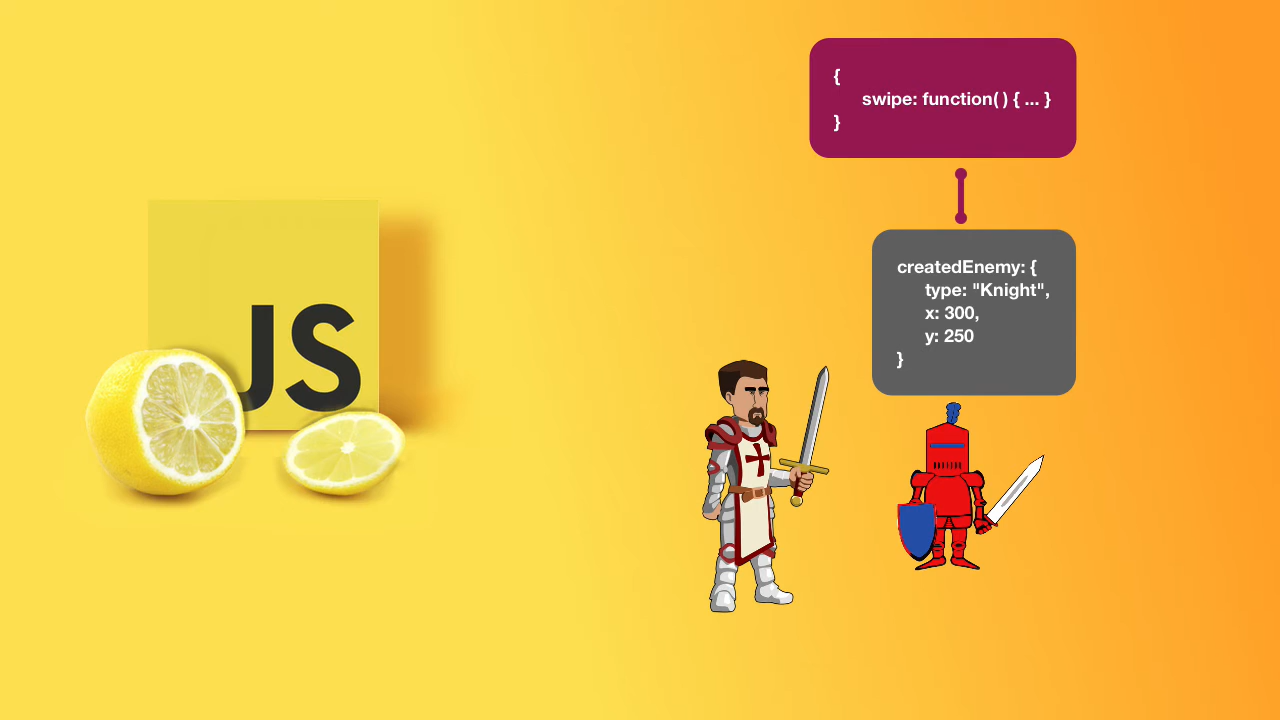 JS
{
swipe: function( ) { ... }
}
createdEnemy: {
type: "Knight",
x: 300,
y: 250
}